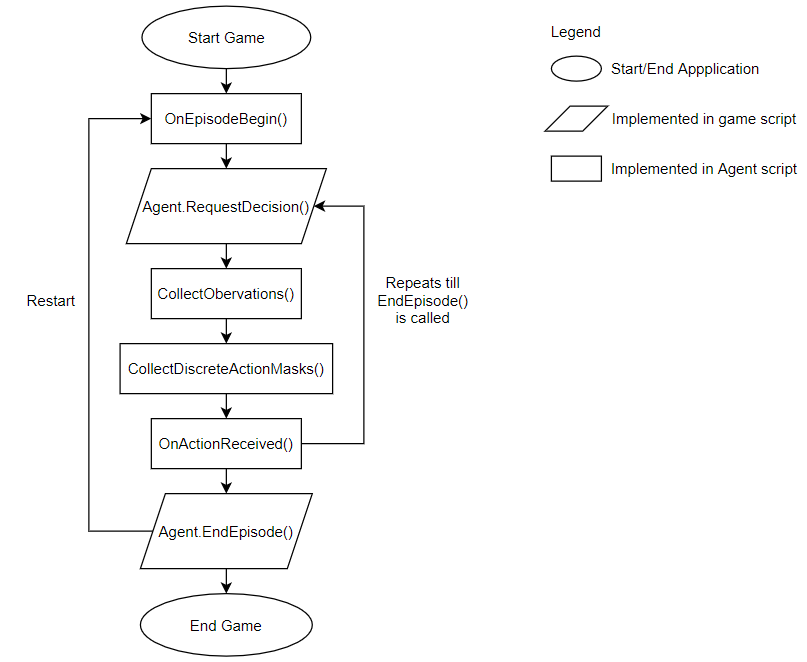 Start Game
OnEpisodeBegin()
Agent.RequestDecision()
CollectObervations()
CollectDiscreteActionMasks()
OnActionReceived()
Agent.EndEpisode()
End Game
Restart
Repeats till
EndEpisode()
is called
Legend
Start/End Appplication
Implemented in game script
Implemented in Agent script